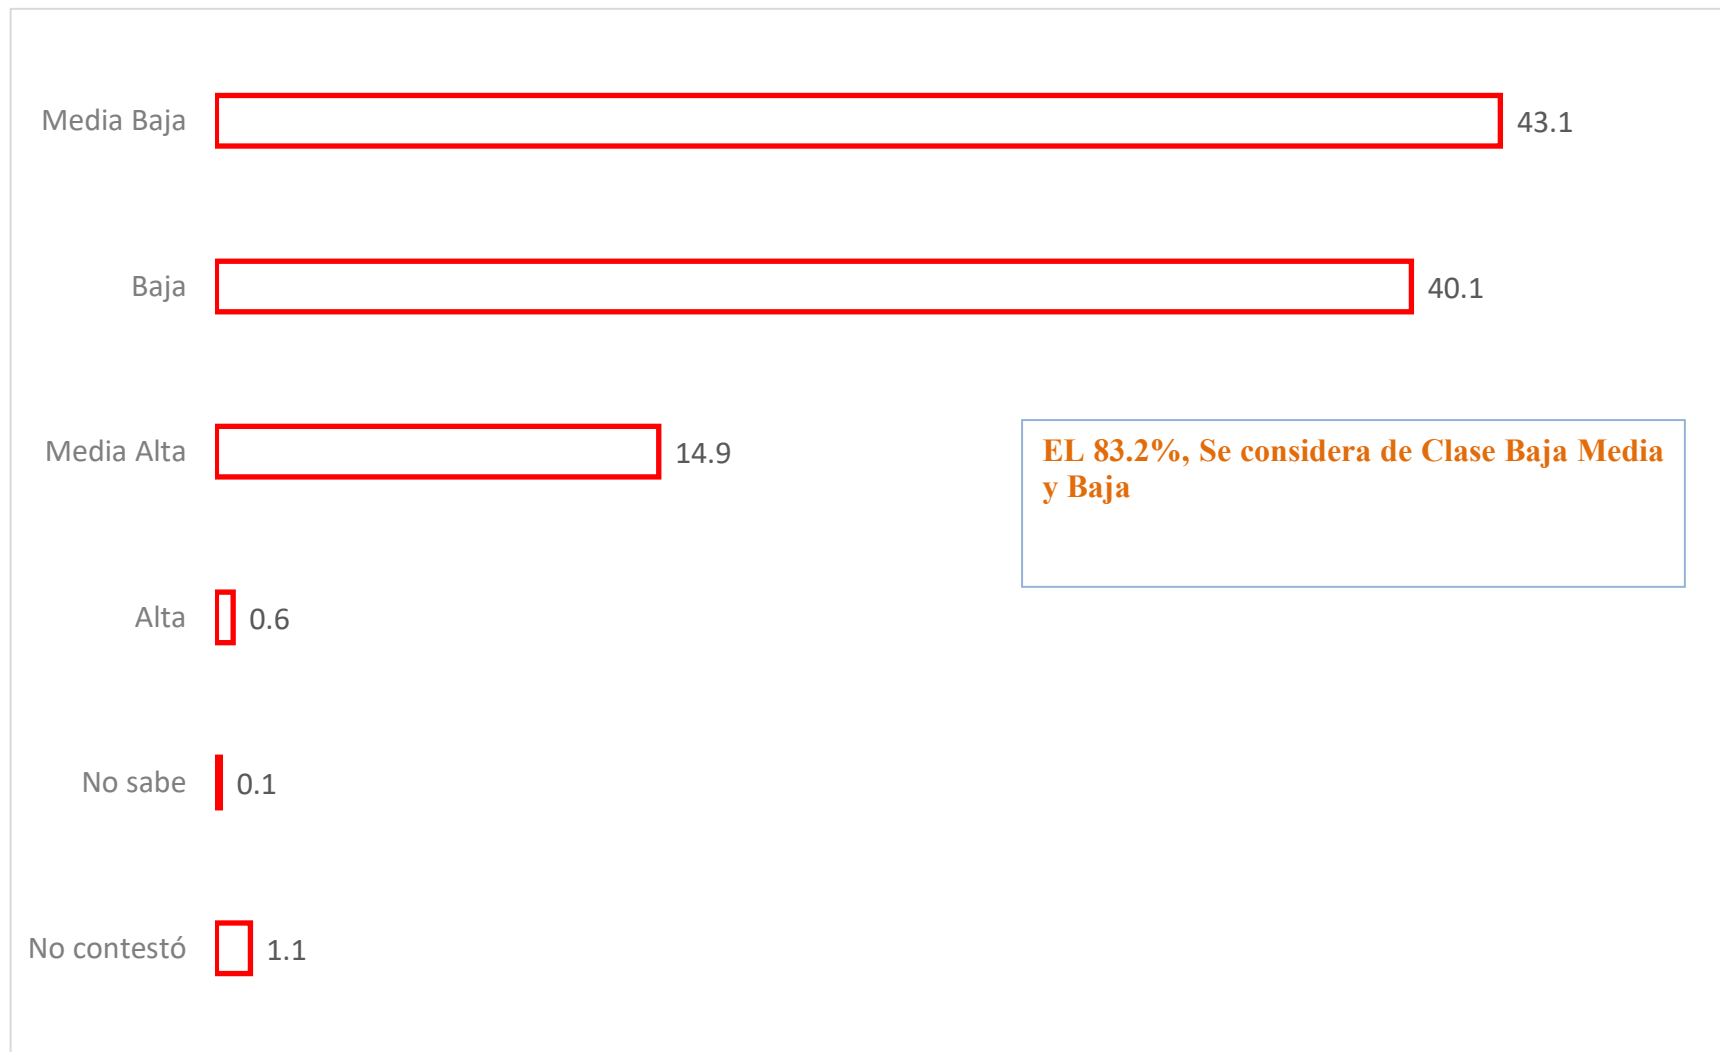 Media Baja 43.1
Baja 40.1
Media Alta 14.9
EL 83.2%, Se considera de Clase Baja Media
y Baja
Alta 0.6
No sabe 0.1
No contestó 1.1